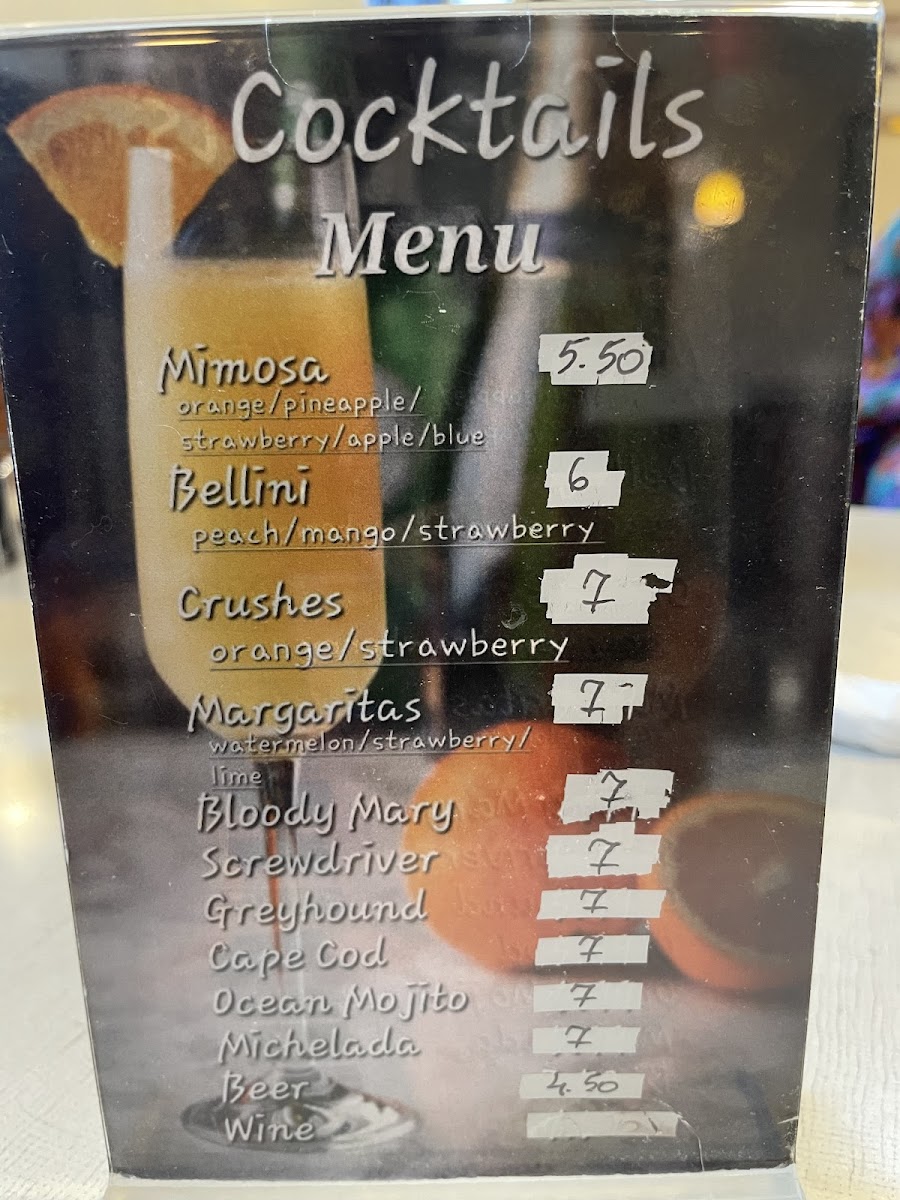 Cocktails
Menu
Mimosa 5.50
orange/pineapple/
strawberry/apple/blue
Bellini 6
peach/mango/strawberry
Crushes 7
orange/strawberry
Margaritas 7
watermelon/strawberry/
lime
Bloody Mary 7
Screwdriver 7
Greyhound 7
Cape Cod 7
Ocean Mojito 7
Michelada 7
Beer 4.50
Wine